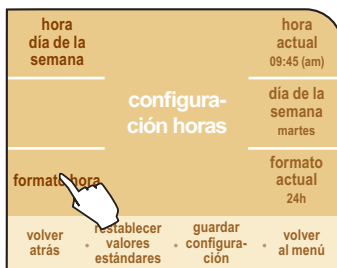 hora
día de la
semana
hora
actual
09:45 (am)
configura-
ción horas
día de la
semana
martes
formato hora
formato
actual
24h
volver
atrás
restablecer
valores
estándares
guardar
configura-
ción
volver
al menú